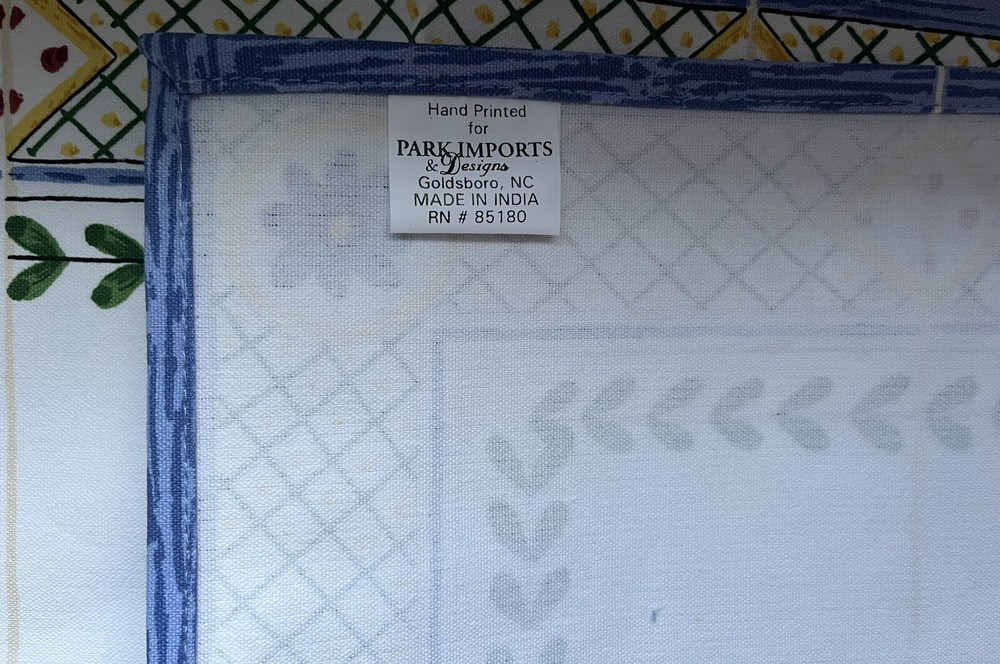 Hand Printed
for
PARK IMPORTS
& Designs
Goldsboro, NC
MADE IN INDIA
RN # 85180